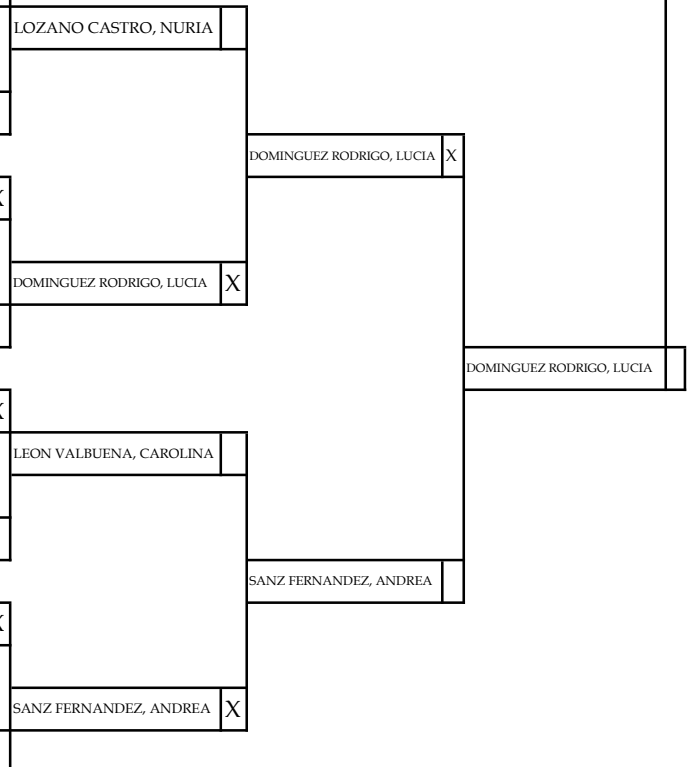 LOZANO CASTRO, NURIA
DOMINGUEZ RODRIGO, LUCIA X
X
DOMINGUEZ RODRIGO, LUCIA X
DOMINGUEZ RODRIGO, LUCIA
X
LEON VALBUENA, CAROLINA
SANZ FERNANDEZ, ANDREA
X
SANZ FERNANDEZ, ANDREA X